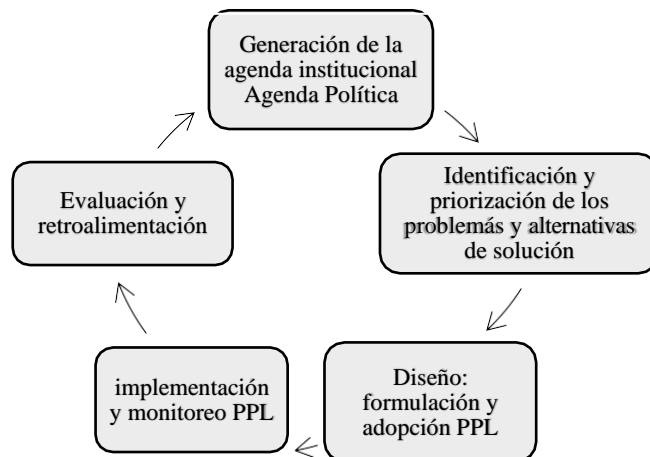 Generación de la
agenda institucional
Agenda Política
Identificación y
priorización de los
problemás y alternativas
de solución
Diseño:
formulación y
adopción PPL
implementación
y monitoreo PPL
Evaluación y
retroalimentación